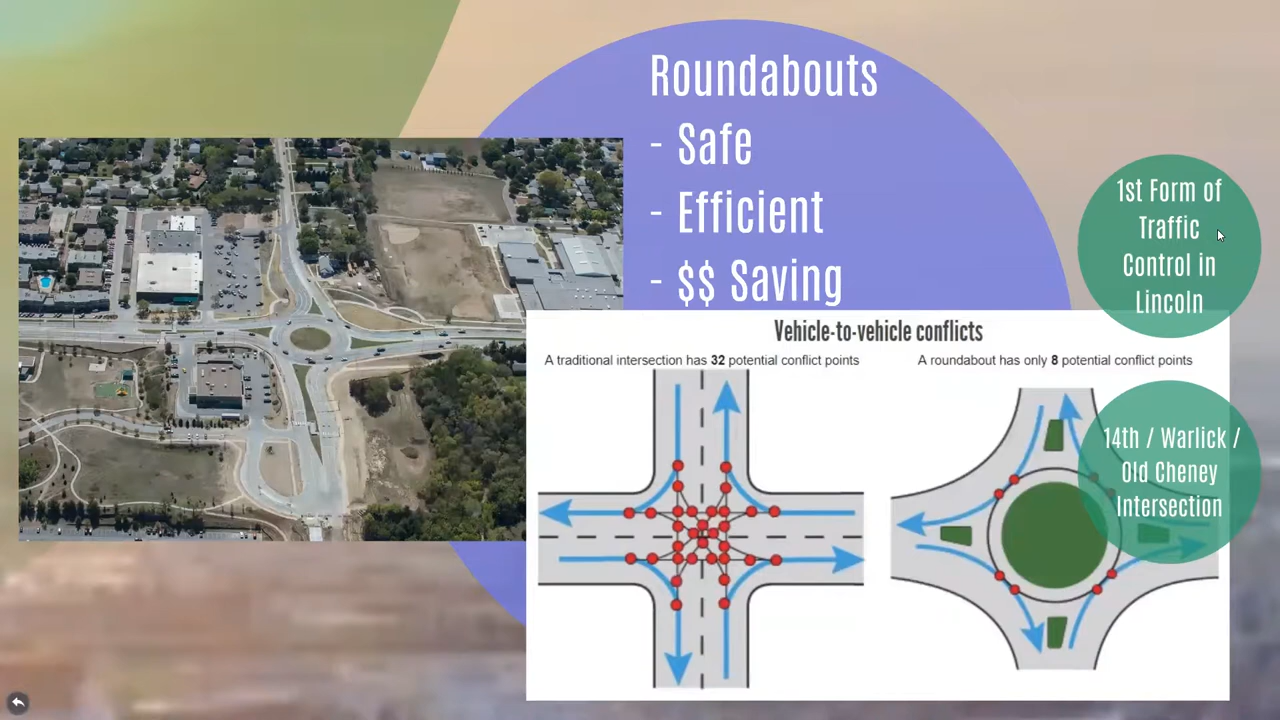 Roundabouts
- Safe
- Efficient
- $$ Saving
1st Form of
Traffic
Control in
Lincoln
Vehicle-to-vehicle conflicts
A traditional intersection has 32 potential conflict points
A roundabout has only 8 potential conflict points
14th / Warlick /
Old Cheney
Intersection